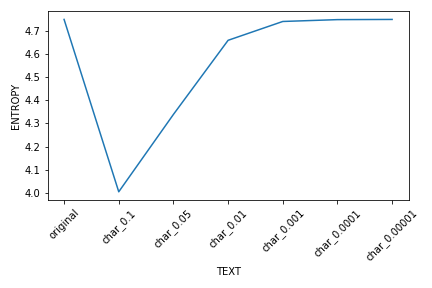 4.7
4.6
4.5
4.4
4.3
4.2
4.1
4.0
ENTROPY
original
char_0.1
char_0.05
char_0.01
char_0.001
char_0.0001
char_0.00001
TEXT